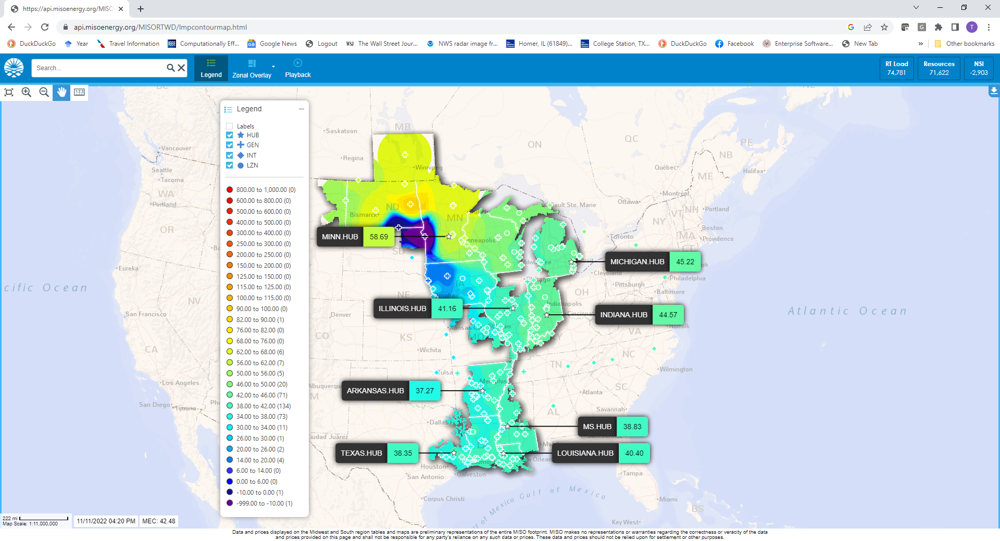 https://api.misoenergy.org/MISO
api.misoenergy.org/MISORTWD/lmpcontourmap.html
DuckDuckGo
Year
Travel Information
IEEE
Computationally Eff...
Google News
Logout
WSJ
The Wall Street Jour...
NWS radar image fr...
Homer, IL (61849)...
College Station, TX...
DuckDuckGo
Facebook
Enterprise Software...
New Tab
»
Other bookmarks
Search...
Legend
Zonal Overlay
Playback
RT Load
74,781
Resources
71,622
NSI
-2,903
Legend
Labels
HUB
GEN
INT
LZN
800.00 to 1,000.00 (0)
600.00 to 800.00 (0)
500.00 to 600.00 (0)
400.00 to 500.00 (0)
300.00 to 400.00 (0)
250.00 to 300.00 (0)
200.00 to 250.00 (0)
150.00 to 200.00 (0)
125.00 to 150.00 (0)
115.00 to 125.00 (0)
100.00 to 115.00 (0)
90.00 to 100.00 (0)
82.00 to 90.00 (1)
76.00 to 82.00 (0)
68.00 to 76.00 (0)
62.00 to 68.00 (6)
56.00 to 62.00 (7)
50.00 to 56.00 (5)
46.00 to 50.00 (20)
42.00 to 46.00 (71)
38.00 to 42.00 (134)
34.00 to 38.00 (73)
30.00 to 34.00 (11)
26.00 to 30.00 (1)
20.00 to 26.00 (2)
14.00 to 20.00 (4)
6.00 to 14.00 (0)
0.00 to 6.00 (0)
-10.00 to 0.00 (1)
-999.00 to -10.00 (1)
MINN.HUB 58.69
MICHIGAN.HUB 45.22
ILLINOIS.HUB 41.16
INDIANA.HUB 44.57
ARKANSAS.HUB 37.27
MS.HUB 38.83
TEXAS.HUB 38.35
LOUISIANA.HUB 40.40
MB
Saskatoon
ON
QC
PE
NB
Vancouver
Regina
Winnipeg
Québec
Halifax
Seattle
Tacoma
ME
WA
Portland
Montréal
Ottawa
Sault Ste. Marie
VT
NH
Portland
ND
Bismarck
MN
Duluth
OR
NY
Boston
Toronto
MA
Providence
CT
SD
Eureka
Cleveland
Pittsburgh
Philadelphia
cific Ocean
NE
IA
OH
Baltimore
NV
Indianapolis
San Francisco
Denver
Atlantic Ocean
Norfolk
CO
KS
MO
KY
VA
CA
Wichita
NC
TN
Wilmington
Tulsa
Los Angeles
Albuquerque
Memphis
SC
Atlanta
San Diego
Tijuana
AL
Savannah
Dallas
Ciudad Juárez
LA
Houston
San Antonio
Galveston
Tampa
Gulf of Mexico
Corpus Christi
Miami
BS
Key West
222 mi
Map Scale: 1:11,000,000
11/11/2022 04:20 PM
MEC: 42.48
Data and prices displayed on the Midwest and South region tables and maps are preliminary representations of the entire MISO footprint. MISO makes no representations or warranties regarding the correctness or veracity of the data
and prices provided on this page and shall not be responsible for any party's reliance on any such data or prices. These data and prices should not be relied upon for settlement or other purposes.